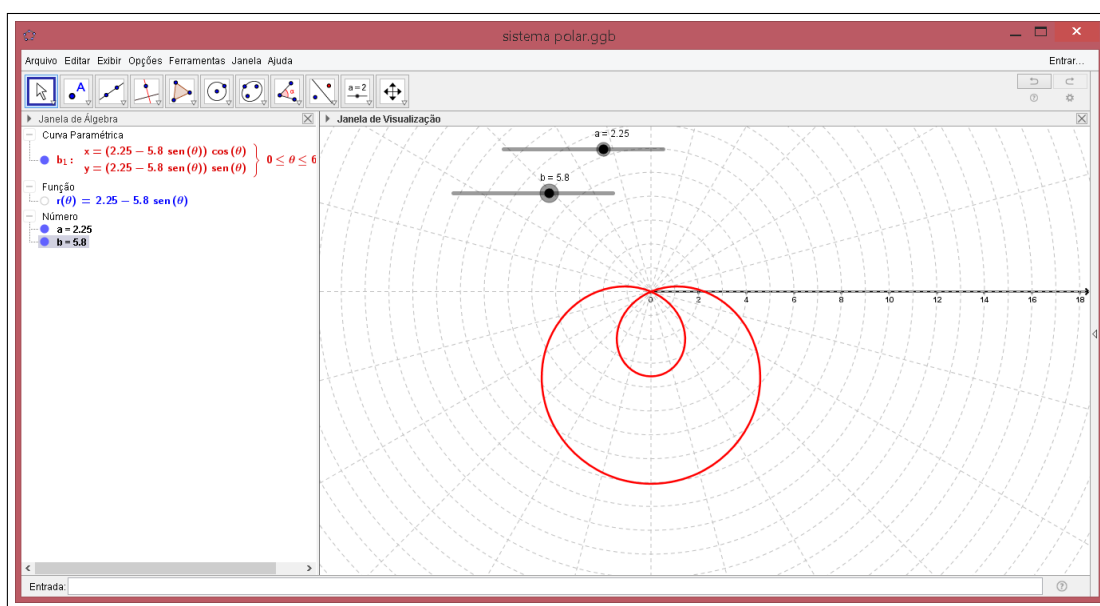 sistema polar.ggb
Arquivo Editar Exibir Opções Ferramentas Janela Ajuda
Entrar...
A
a=2
Janela de Álgebra
Curva Paramétrica
b₁ : x = (2.25 − 5.8 sen(θ)) cos(θ)
y = (2.25 − 5.8 sen(θ)) sen(θ) } 0 ≤ θ ≤ 6
Função
r(θ) = 2.25 − 5.8 sen(θ)
Número
a = 2.25
b = 5.8
Janela de Visualização
a = 2.25
b = 5.8
0 2 4 6 8 10 12 14 16 18
Entrada: